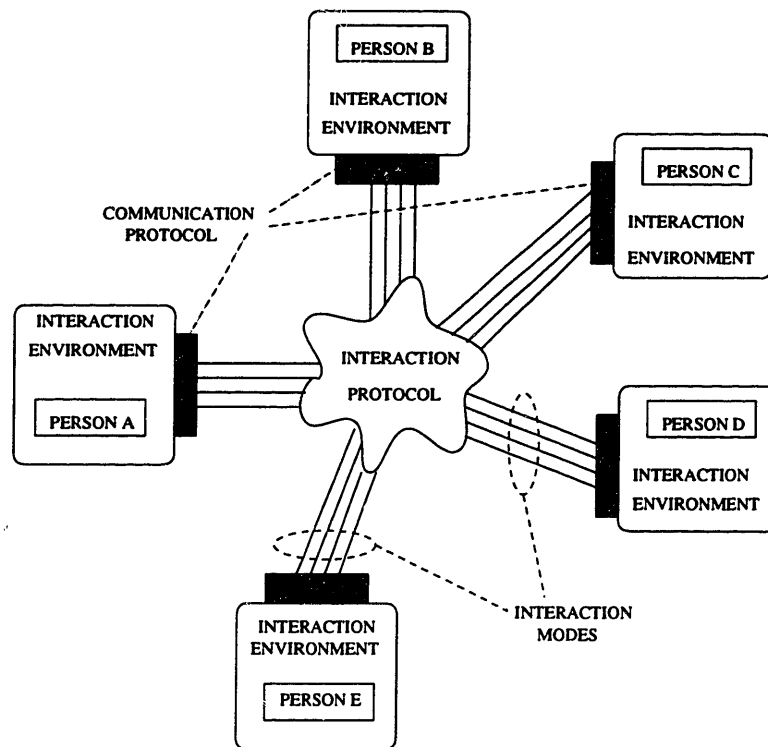 PERSON B
INTERACTION
ENVIRONMENT
PERSON C
INTERACTION
ENVIRONMENT
COMMUNICATION
PROTOCOL
INTERACTION
ENVIRONMENT
PERSON A
INTERACTION
PROTOCOL
PERSON D
INTERACTION
ENVIRONMENT
INTERACTION
MODES
INTERACTION
ENVIRONMENT
PERSON E